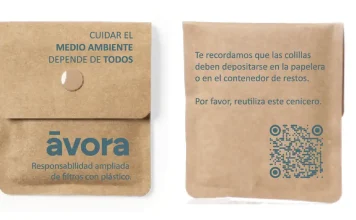 CUIDAR EL
MEDIO AMBIENTE
DEPENDE DE TODOS
āvora
Responsabilidad ampliada
de filtros con plástico
Te recordamos que las colillas
deben depositarse en la papelera
o en el contenedor de restos.
Por favor, reutiliza este cenicero.